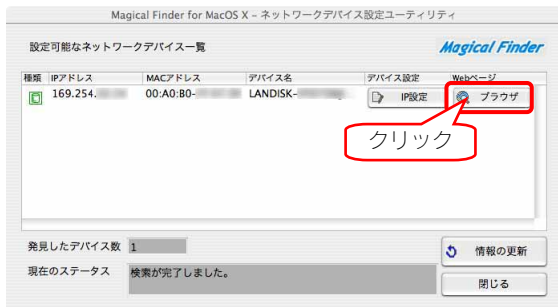 Magical Finder for MacOS X – ネットワークデバイス設定ユーティリティ
設定可能なネットワークデバイス一覧
Magical Finder
種類 IPアドレス MACアドレス デバイス名 デバイス設定 Webページ
169.254. 00:A0:B0- LANDISK- IP設定 ブラウザ
クリック
発見したデバイス数 1
情報の更新
現在のステータス 検索が完了しました。
閉じる